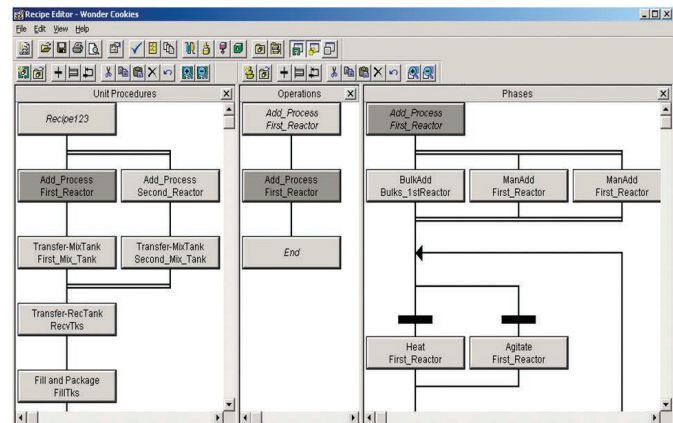 Recipe Editor - Wonder Cookies
File Edit View Help
Unit Procedures
Recipe123
Add_Process
First_Reactor
Add_Process
Second_Reactor
Transfer-MixTank
First_Mix_Tank
Transfer-MixTank
Second_Mix_Tank
Transfer-RecTank
RecvTks
Fill and Package
FillTks
Operations
Add_Process
First_Reactor
Add_Process
First_Reactor
End
Phases
Add_Process
First_Reactor
BulkAdd
Bulks_1stReactor
ManAdd
First_Reactor
ManAdd
First_Reactor
Heat
First_Reactor
Agitate
First_Reactor